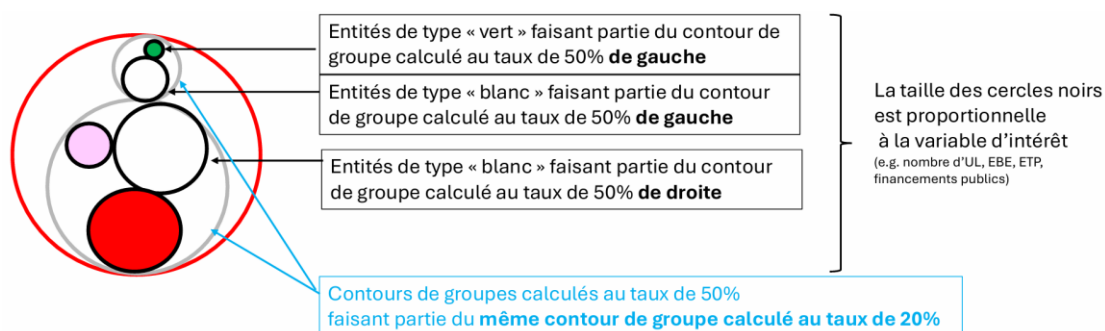 Entités de type « vert » faisant partie du contour de
groupe calculé au taux de 50% de gauche
Entités de type « blanc » faisant partie du contour
de groupe calculé au taux de 50% de gauche
Entités de type « blanc » faisant partie du contour
de groupe calculé au taux de 50% de droite
Contours de groupes calculés au taux de 50%
faisant partie du même contour de groupe calculé au taux de 20%
La taille des cercles noirs
est proportionnelle
à la variable d'intérêt
(e.g. nombre d'UL, EBE, ETP,
financements publics)